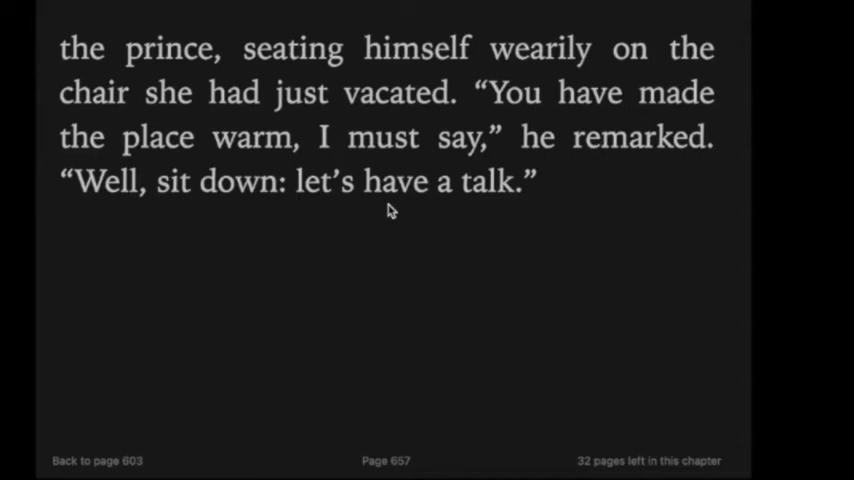 the prince, seating himself wearily on the
chair she had just vacated. “You have made
the place warm, I must say,” he remarked.
“Well, sit down: let’s have a talk.”
Back to page 603
Page 657
32 pages left in this chapter